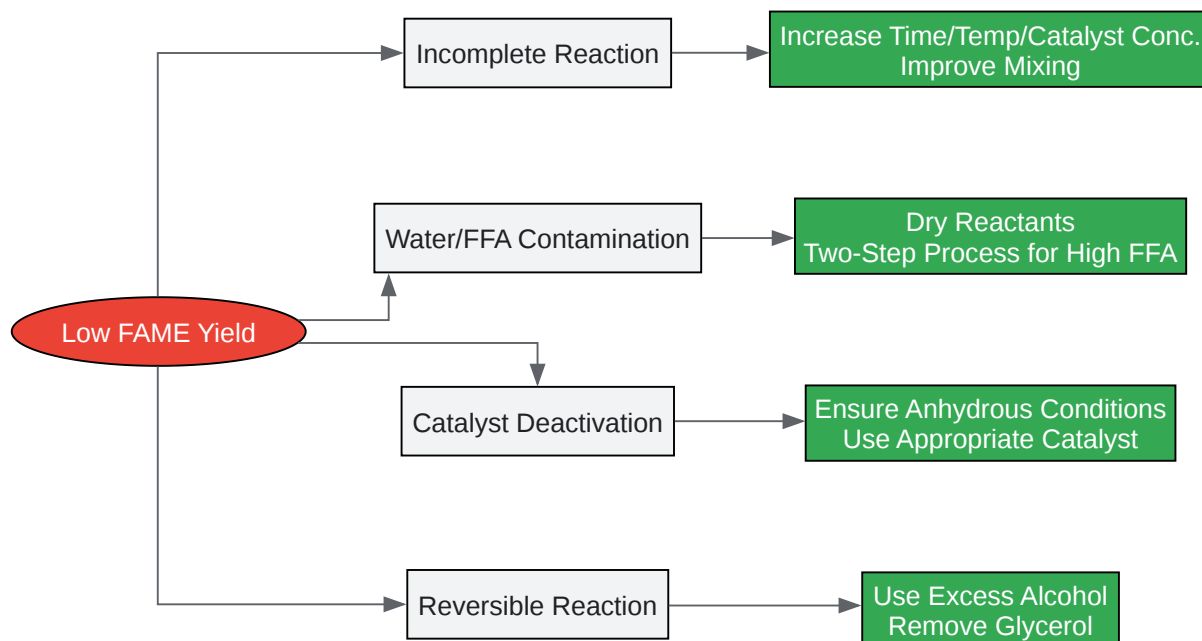 Incomplete Reaction
Increase Time/Temp/Catalyst Conc.
Improve Mixing
Water/FFA Contamination
Dry Reactants
Two-Step Process for High FFA
Low FAME Yield
Catalyst Deactivation
Ensure Anhydrous Conditions
Use Appropriate Catalyst
Reversible Reaction
Use Excess Alcohol
Remove Glycerol